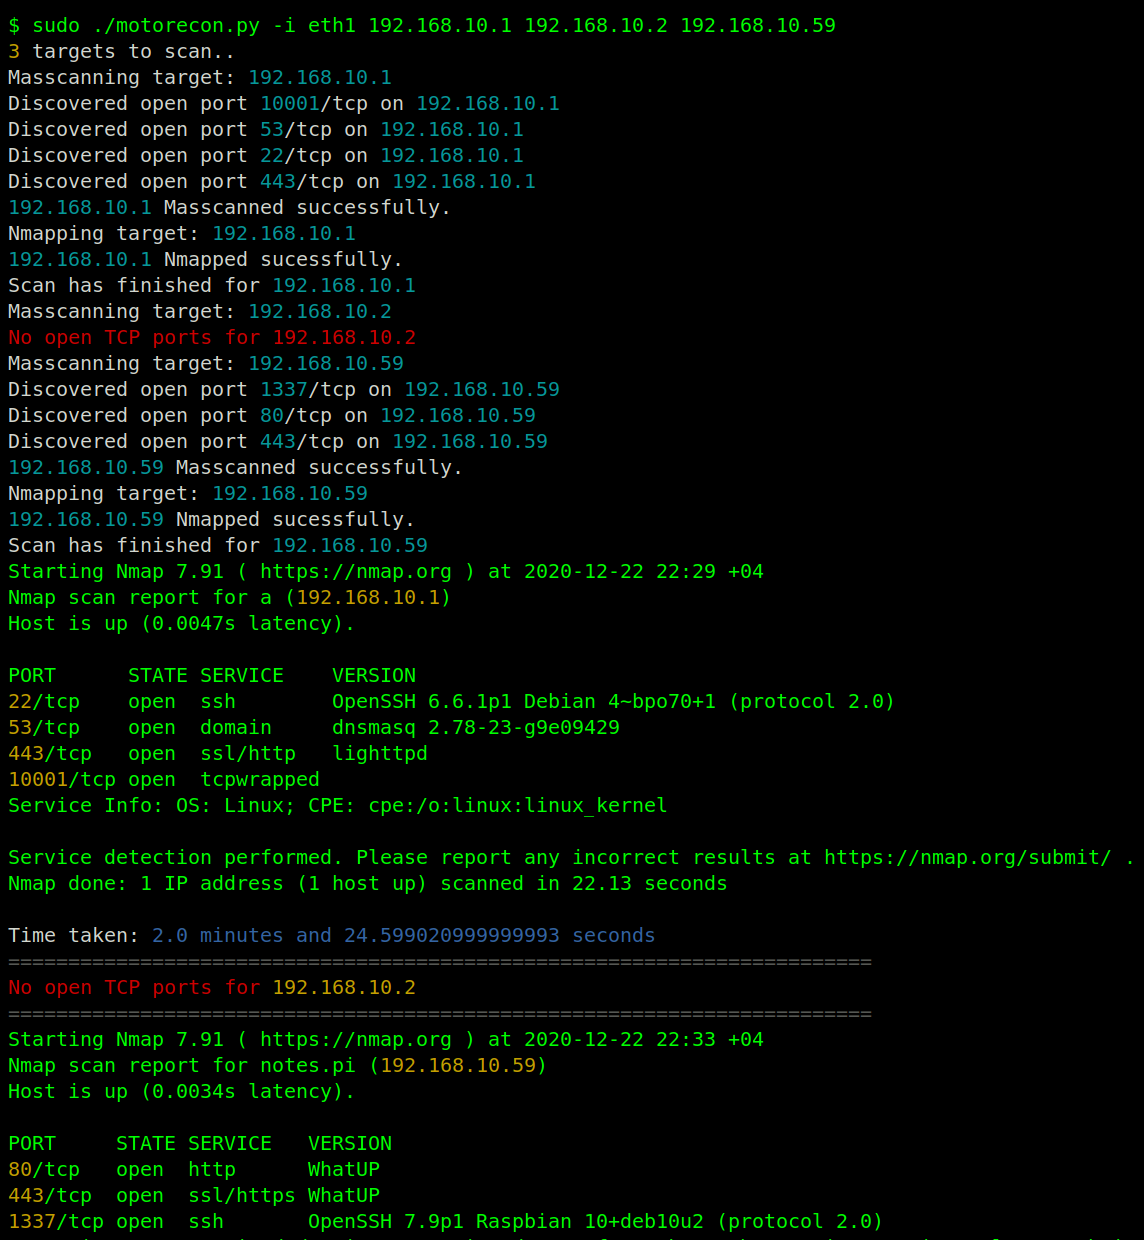 $ sudo ./motorecon.py -i eth1 192.168.10.1 192.168.10.2 192.168.10.59
3 targets to scan..
Masscanning target: 192.168.10.1
Discovered open port 10001/tcp on 192.168.10.1
Discovered open port 53/tcp on 192.168.10.1
Discovered open port 22/tcp on 192.168.10.1
Discovered open port 443/tcp on 192.168.10.1
192.168.10.1 Masscanned successfully.
Nmapping target: 192.168.10.1
192.168.10.1 Nmapped sucessfully.
Scan has finished for 192.168.10.1
Masscanning target: 192.168.10.2
No open TCP ports for 192.168.10.2
Masscanning target: 192.168.10.59
Discovered open port 1337/tcp on 192.168.10.59
Discovered open port 80/tcp on 192.168.10.59
Discovered open port 443/tcp on 192.168.10.59
192.168.10.59 Masscanned successfully.
Nmapping target: 192.168.10.59
192.168.10.59 Nmapped sucessfully.
Scan has finished for 192.168.10.59
Starting Nmap 7.91 ( https://nmap.org ) at 2020-12-22 22:29 +04
Nmap scan report for a (192.168.10.1)
Host is up (0.0047s latency).

PORT      STATE SERVICE    VERSION
22/tcp    open  ssh        OpenSSH 6.6.1p1 Debian 4~bpo70+1 (protocol 2.0)
53/tcp    open  domain     dnsmasq 2.78-23-g9e09429
443/tcp   open  ssl/http   lighttpd
10001/tcp open  tcpwrapped
Service Info: OS: Linux; CPE: cpe:/o:linux:linux_kernel

Service detection performed. Please report any incorrect results at https://nmap.org/submit/ .
Nmap done: 1 IP address (1 host up) scanned in 22.13 seconds

Time taken: 2.0 minutes and 24.599020999999993 seconds
========================================================================
No open TCP ports for 192.168.10.2
========================================================================
Starting Nmap 7.91 ( https://nmap.org ) at 2020-12-22 22:33 +04
Nmap scan report for notes.pi (192.168.10.59)
Host is up (0.0034s latency).

PORT     STATE SERVICE   VERSION
80/tcp   open  http      WhatUP
443/tcp  open  ssl/https WhatUP
1337/tcp open  ssh       OpenSSH 7.9p1 Raspbian 10+deb10u2 (protocol 2.0)